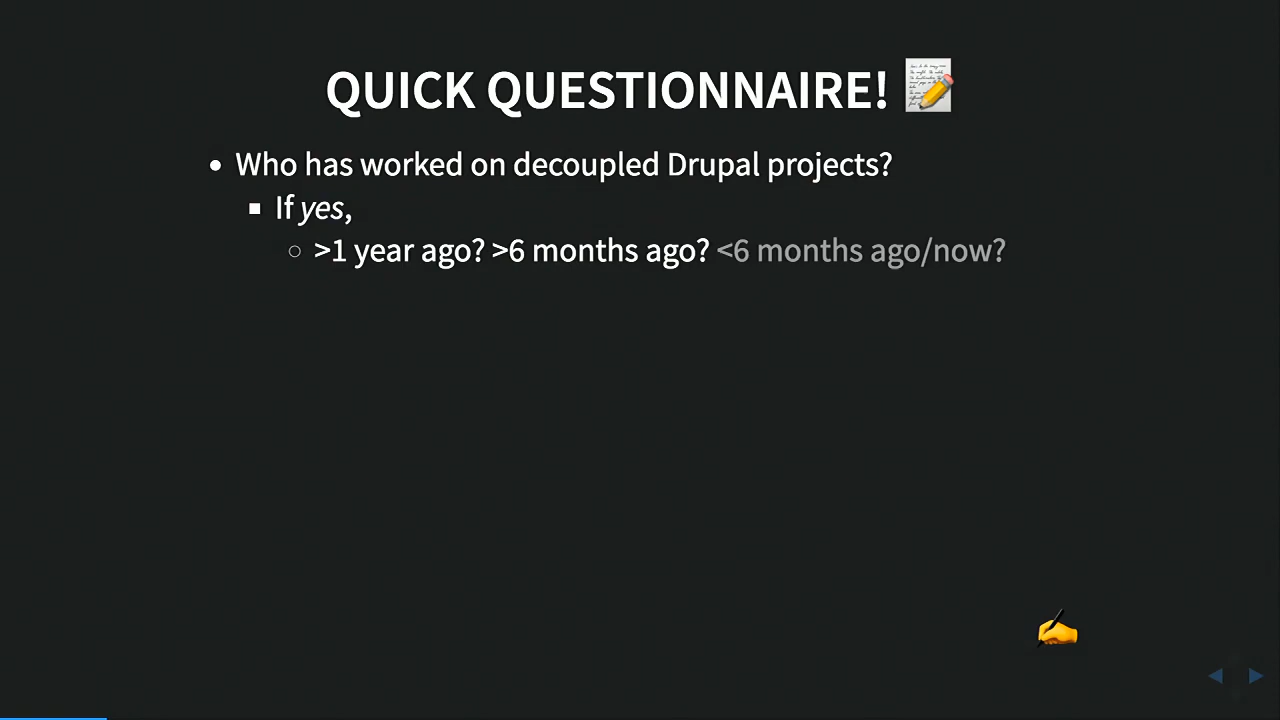 QUICK QUESTIONNAIRE! 📝
• Who has worked on decoupled Drupal projects?
▪ If yes,
○ >1 year ago? >6 months ago? <6 months ago/now?